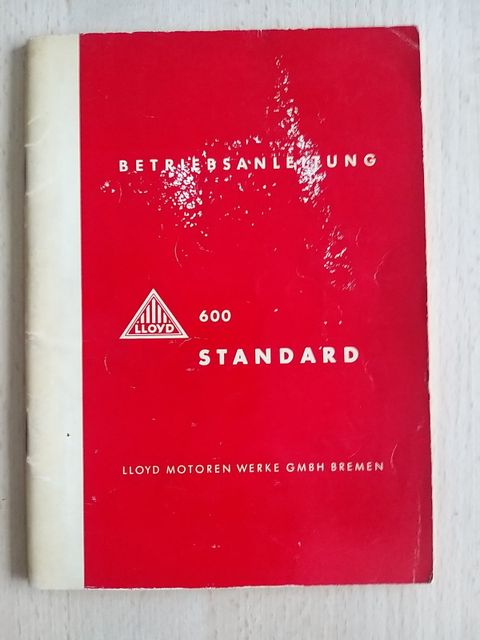 BETRIEBSANLEITUNG
LLOYD
600
STANDARD
LLOYD MOTOREN WERKE GMBH BREMEN